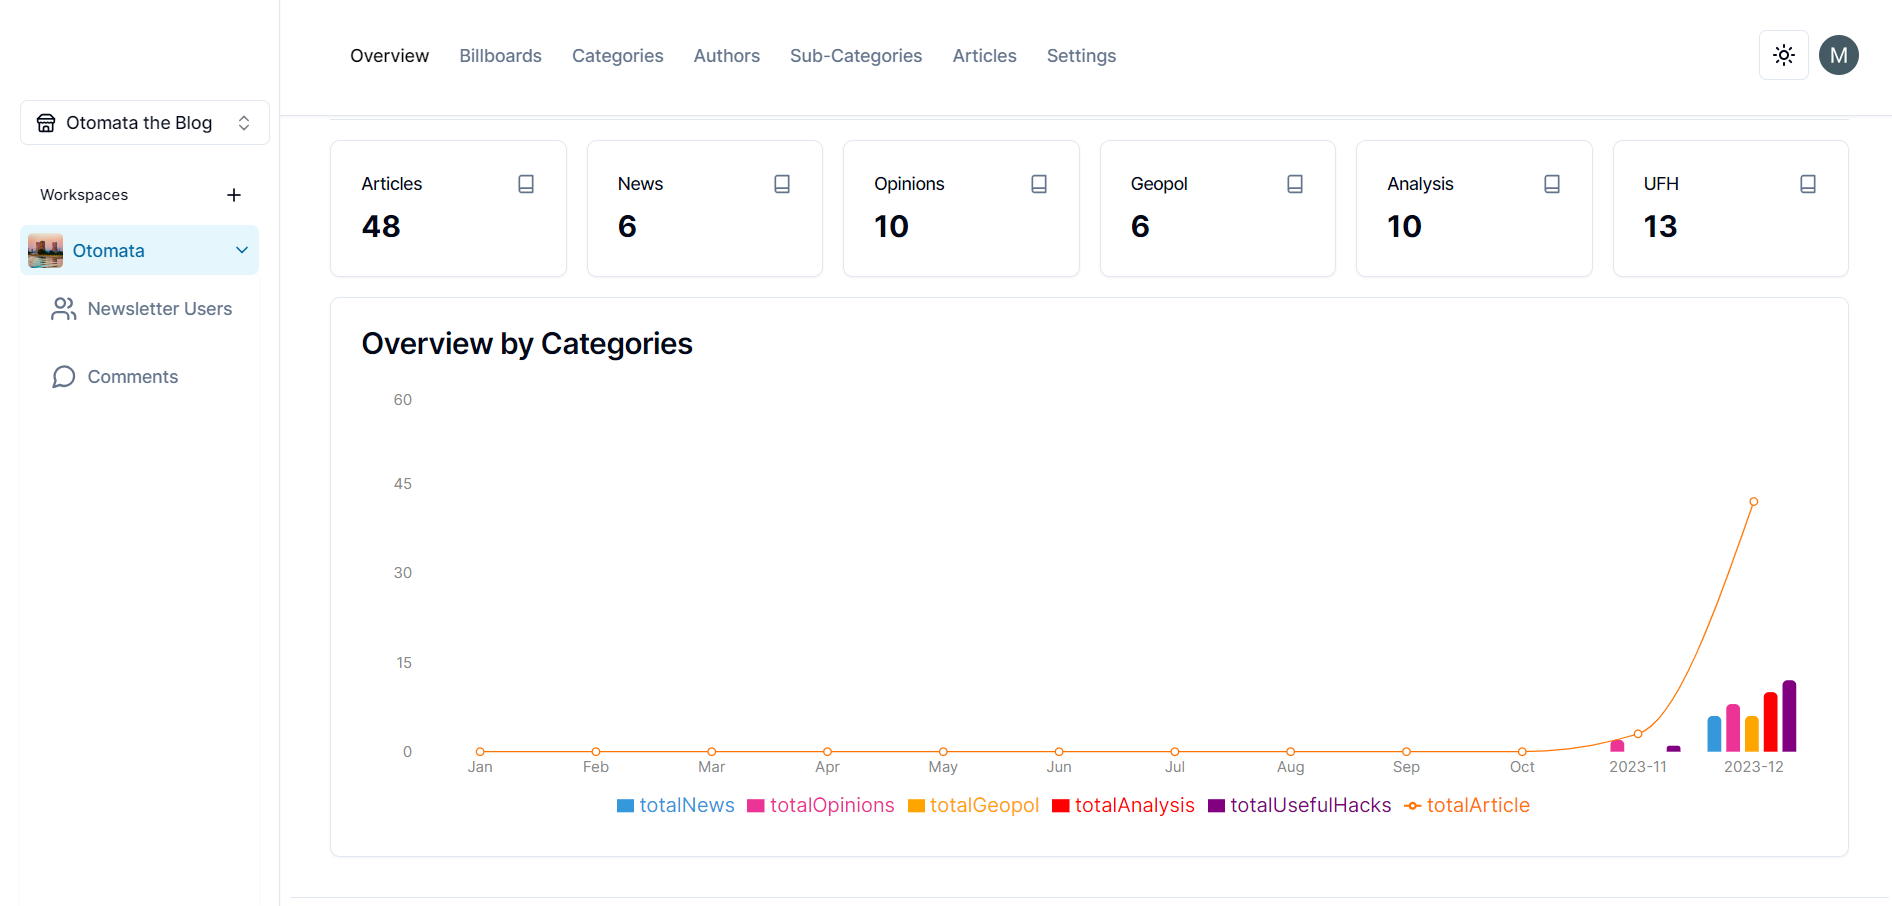 Overview Billboards Categories Authors Sub-Categories Articles Settings
M
Otomata the Blog
Workspaces
Otomata
Newsletter Users
Comments
Articles
48
News
6
Opinions
10
Geopol
6
Analysis
10
UFH
13
Overview by Categories
60
45
30
15
0
Jan Feb Mar Apr May Jun Jul Aug Sep Oct 2023-11 2023-12
totalNews totalOpinions totalGeopol totalAnalysis totalUsefulHacks totalArticle